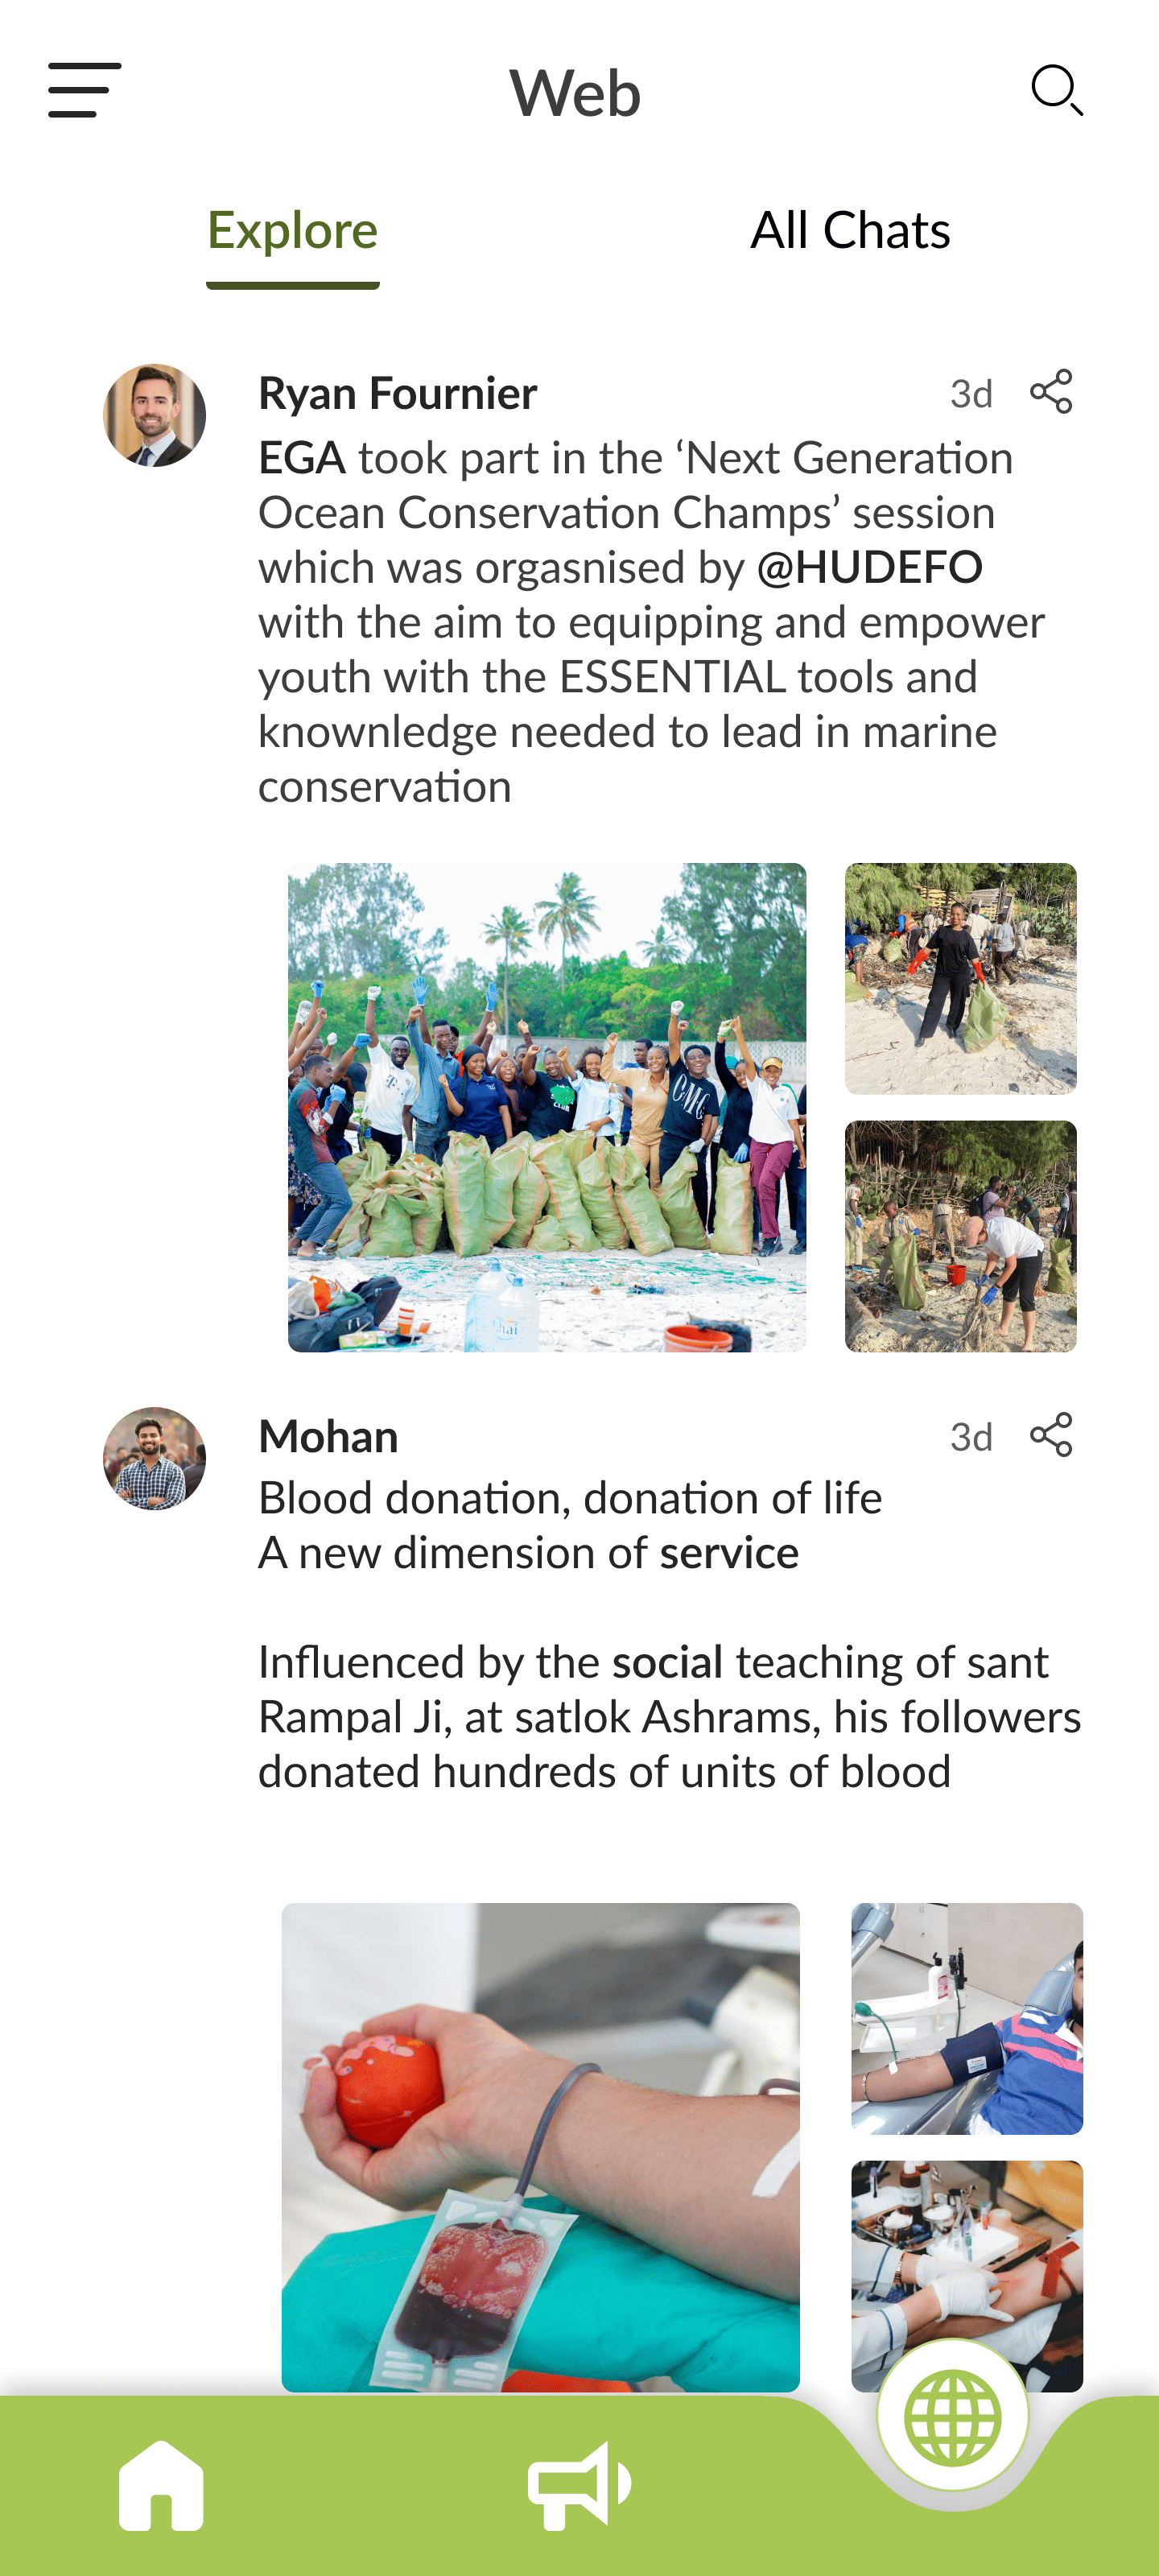 Web
Explore
All Chats
Ryan Fournier
3d
EGA took part in the ‘Next Generation
Ocean Conservation Champs’ session
which was orgasnised by @HUDEFO
with the aim to equipping and empower
youth with the ESSENTIAL tools and
knownledge needed to lead in marine
conservation
CMG
CLUB
hai
Mohan
3d
Blood donation, donation of life
A new dimension of service
Influenced by the social teaching of sant
Rampal Ji, at satlok Ashrams, his followers
donated hundreds of units of blood